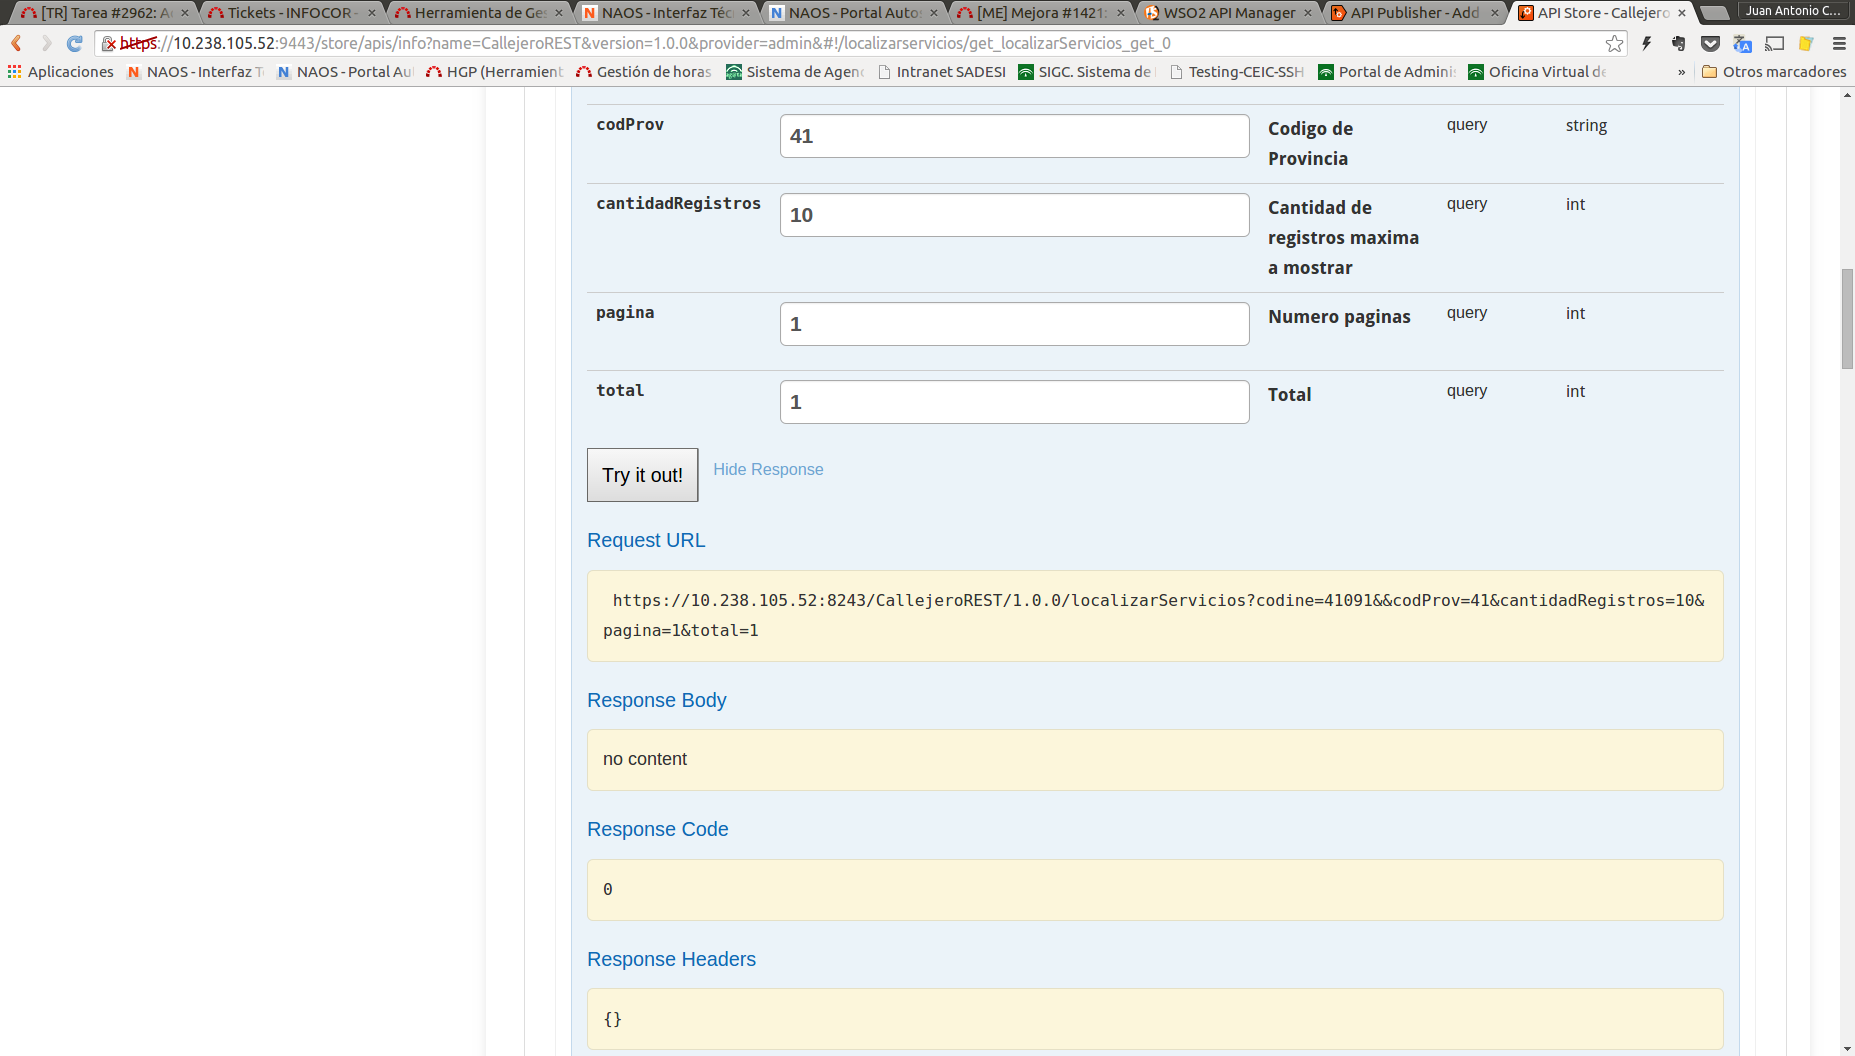 [TR] Tarea #2962: A
Tickets - INFOCOR -
Herramienta de Ge
NAOS - Interfaz Téc
NAOS - Portal Auto
[ME] Mejora #1421:
WSO2 API Manager
API Publisher - Add
API Store - Callejero
Juan Antonio C...
https://10.238.105.52:9443/store/apis/info?name=CallejeroREST&version=1.0.0&provider=admin&#!/localizarservicios/get_localizarServicios_get_0
Aplicaciones
NAOS - Interfaz T
NAOS - Portal Au
HGP (Herramient
Gestión de horas
Sistema de Agen
Intranet SADESI
SIGC. Sistema de
Testing-CEIC-SSH
Portal de Adminis
Oficina Virtual de
»
Otros marcadores
codProv
41
Codigo de
Provincia
query
string
cantidadRegistros
10
Cantidad de
registros maxima
a mostrar
query
int
pagina
1
Numero paginas
query
int
total
1
Total
query
int
Try it out!
Hide Response
Request URL
https://10.238.105.52:8243/CallejeroREST/1.0.0/localizarServicios?codine=41091&&codProv=41&cantidadRegistros=10&
pagina=1&total=1
Response Body
no content
Response Code
0
Response Headers
{}